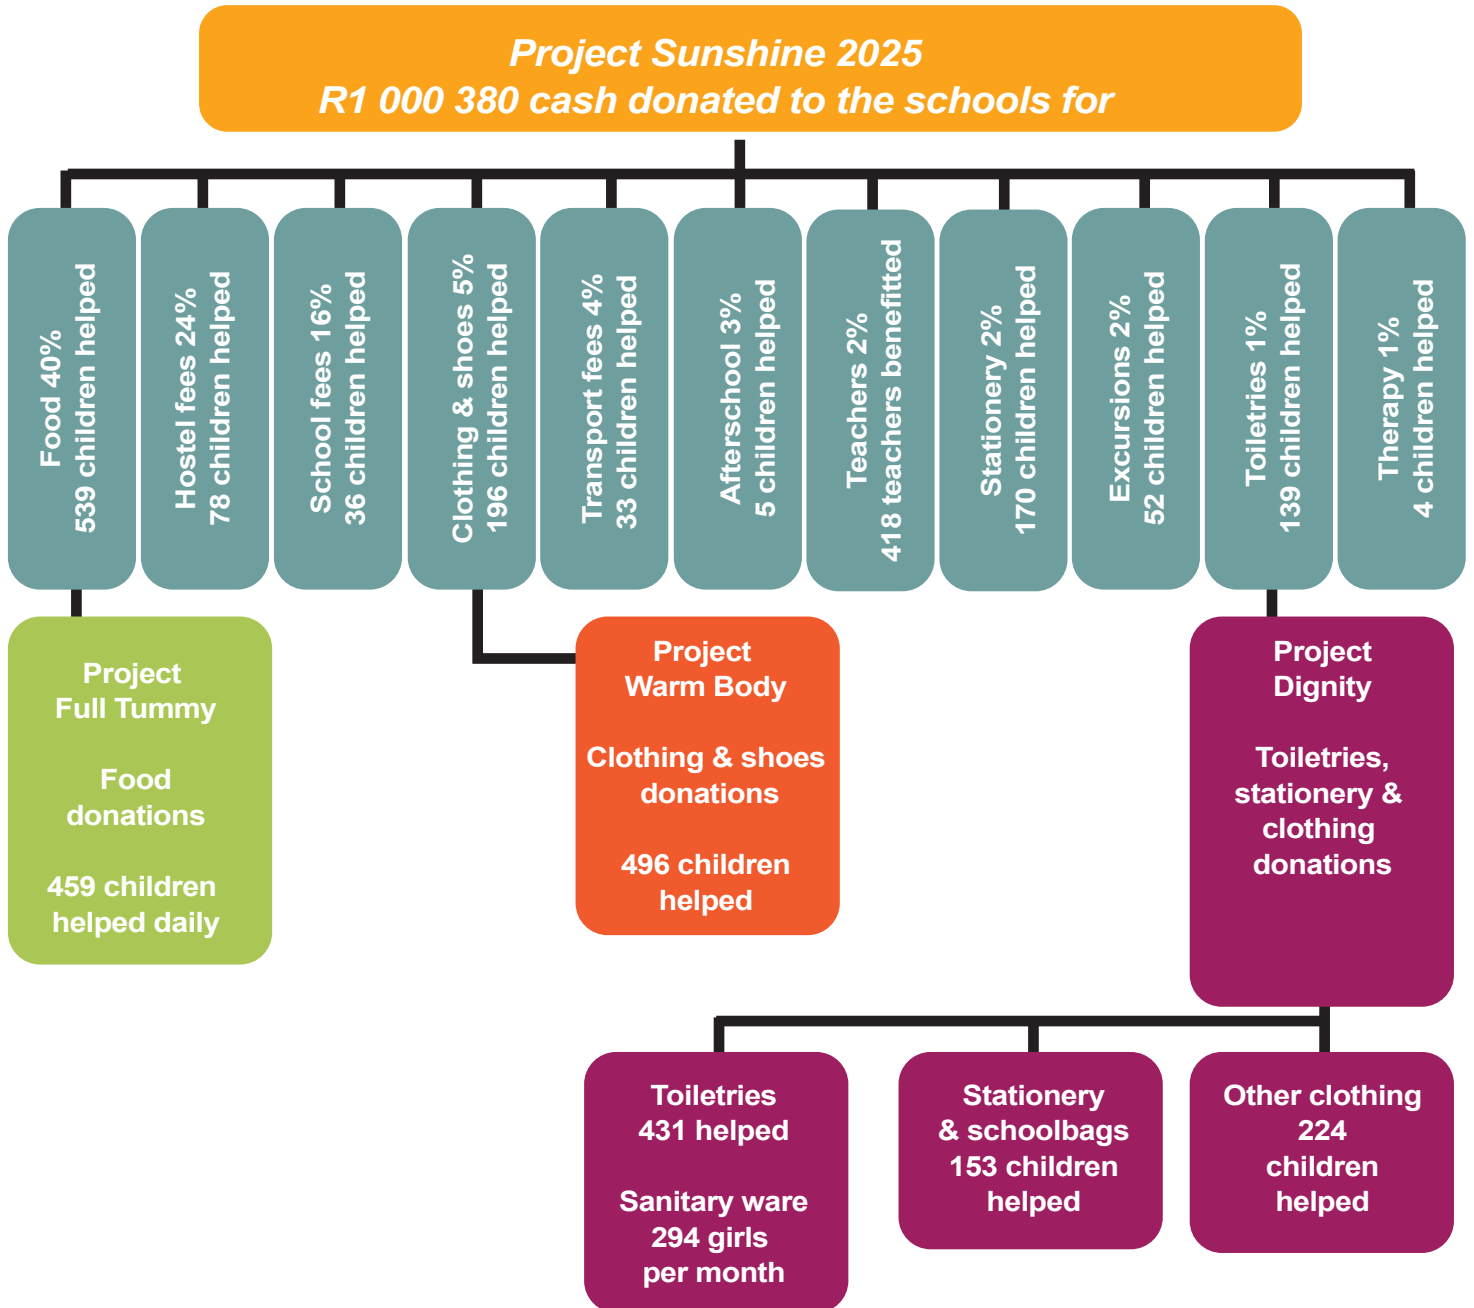 Project Sunshine 2025
R1 000 380 cash donated to the schools for
Food 40%
539 children helped
Hostel fees 24%
78 children helped
School fees 16%
36 children helped
Clothing & shoes 5%
196 children helped
Transport fees 4%
33 children helped
Afterschool 3%
5 children helped
Teachers 2%
418 teachers benefitted
Stationery 2%
170 children helped
Excursions 2%
52 children helped
Toiletries 1%
139 children helped
Therapy 1%
4 children helped
Project
Full Tummy
Food
donations
459 children
helped daily
Project
Warm Body
Clothing & shoes
donations
496 children
helped
Project
Dignity
Toiletries,
stationery &
clothing
donations
Toiletries
431 helped
Sanitary ware
294 girls
per month
Stationery
& schoolbags
153 children
helped
Other clothing
224
children
helped